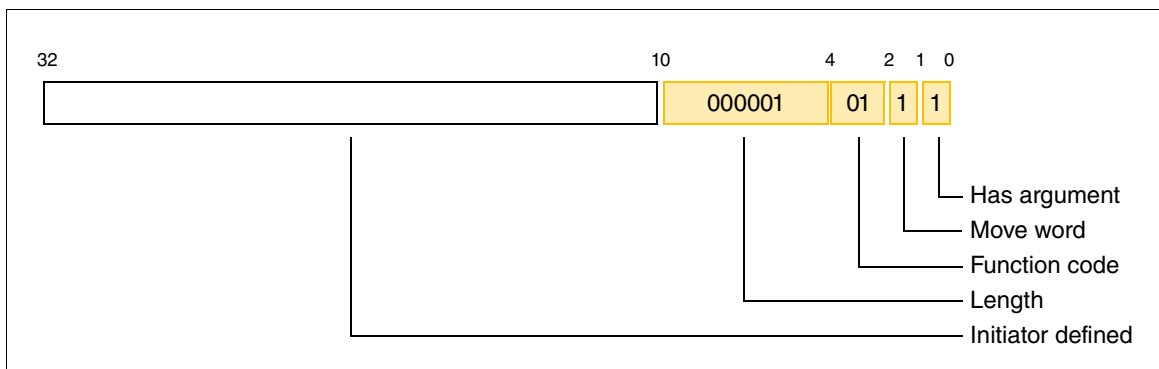 32 10 4 2 1 0
000001 01 1 1
Has argument
Move word
Function code
Length
Initiator defined